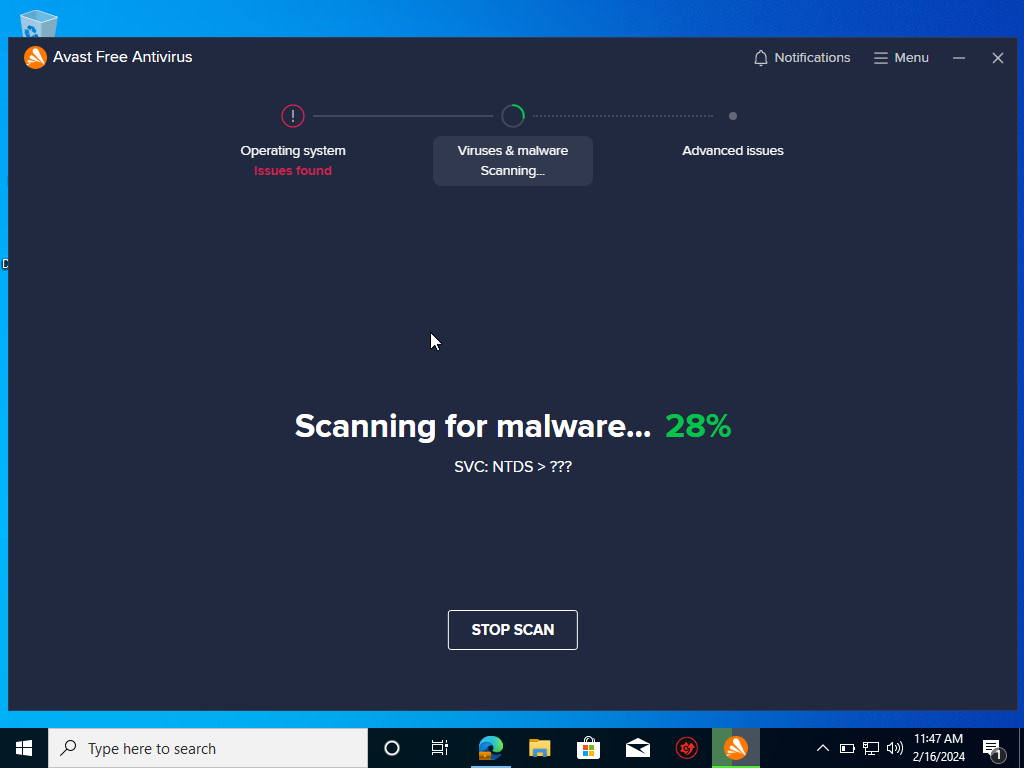 Avast Free Antivirus
Notifications
Menu
Operating system
Issues found
Viruses & malware
Scanning...
Advanced issues
D
Scanning for malware... 28%
SVC: NTDS > ???
STOP SCAN
Type here to search
11:47 AM
2/16/2024
1